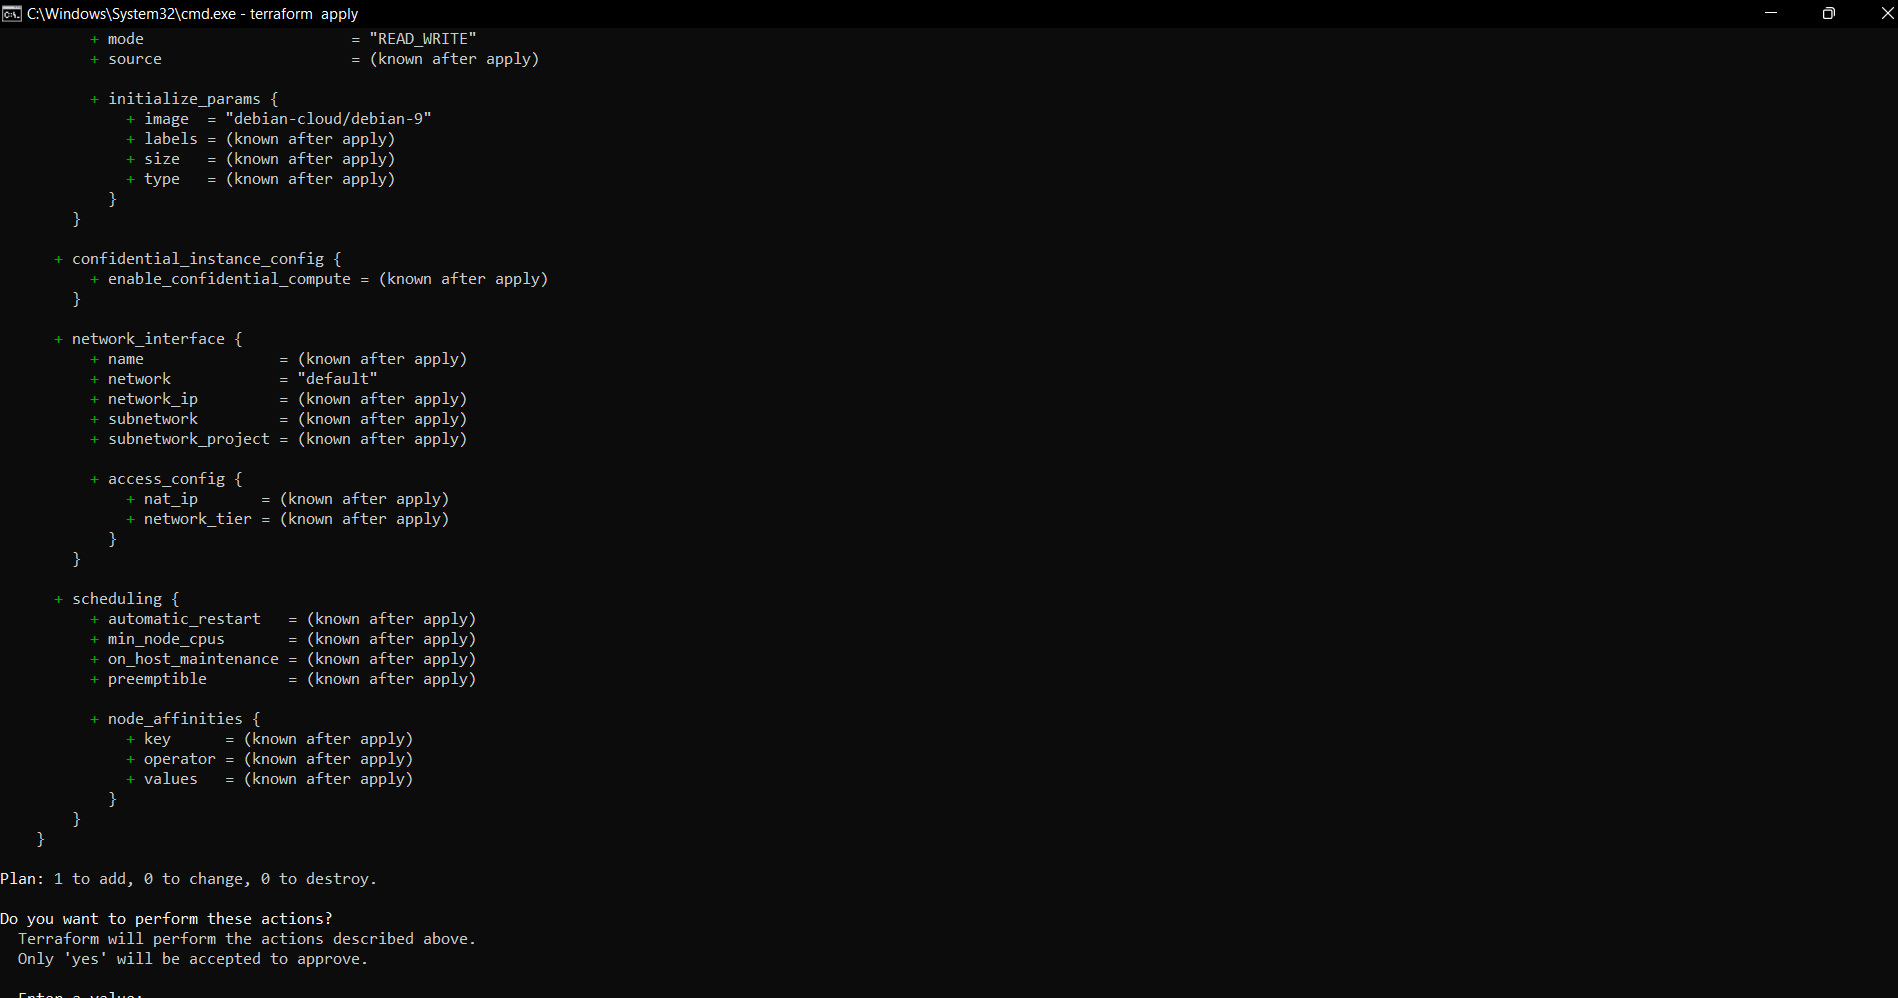 C:\Windows\System32\cmd.exe - terraform  apply
          + mode                       = "READ_WRITE"
          + source                     = (known after apply)

          + initialize_params {
              + image  = "debian-cloud/debian-9"
              + labels = (known after apply)
              + size   = (known after apply)
              + type   = (known after apply)
            }
        }

      + confidential_instance_config {
          + enable_confidential_compute = (known after apply)
        }

      + network_interface {
          + name               = (known after apply)
          + network            = "default"
          + network_ip         = (known after apply)
          + subnetwork         = (known after apply)
          + subnetwork_project = (known after apply)

          + access_config {
              + nat_ip       = (known after apply)
              + network_tier = (known after apply)
            }
        }

      + scheduling {
          + automatic_restart   = (known after apply)
          + min_node_cpus       = (known after apply)
          + on_host_maintenance = (known after apply)
          + preemptible         = (known after apply)

          + node_affinities {
              + key      = (known after apply)
              + operator = (known after apply)
              + values   = (known after apply)
            }
        }
    }

Plan: 1 to add, 0 to change, 0 to destroy.

Do you want to perform these actions?
  Terraform will perform the actions described above.
  Only 'yes' will be accepted to approve.

  Enter a value: